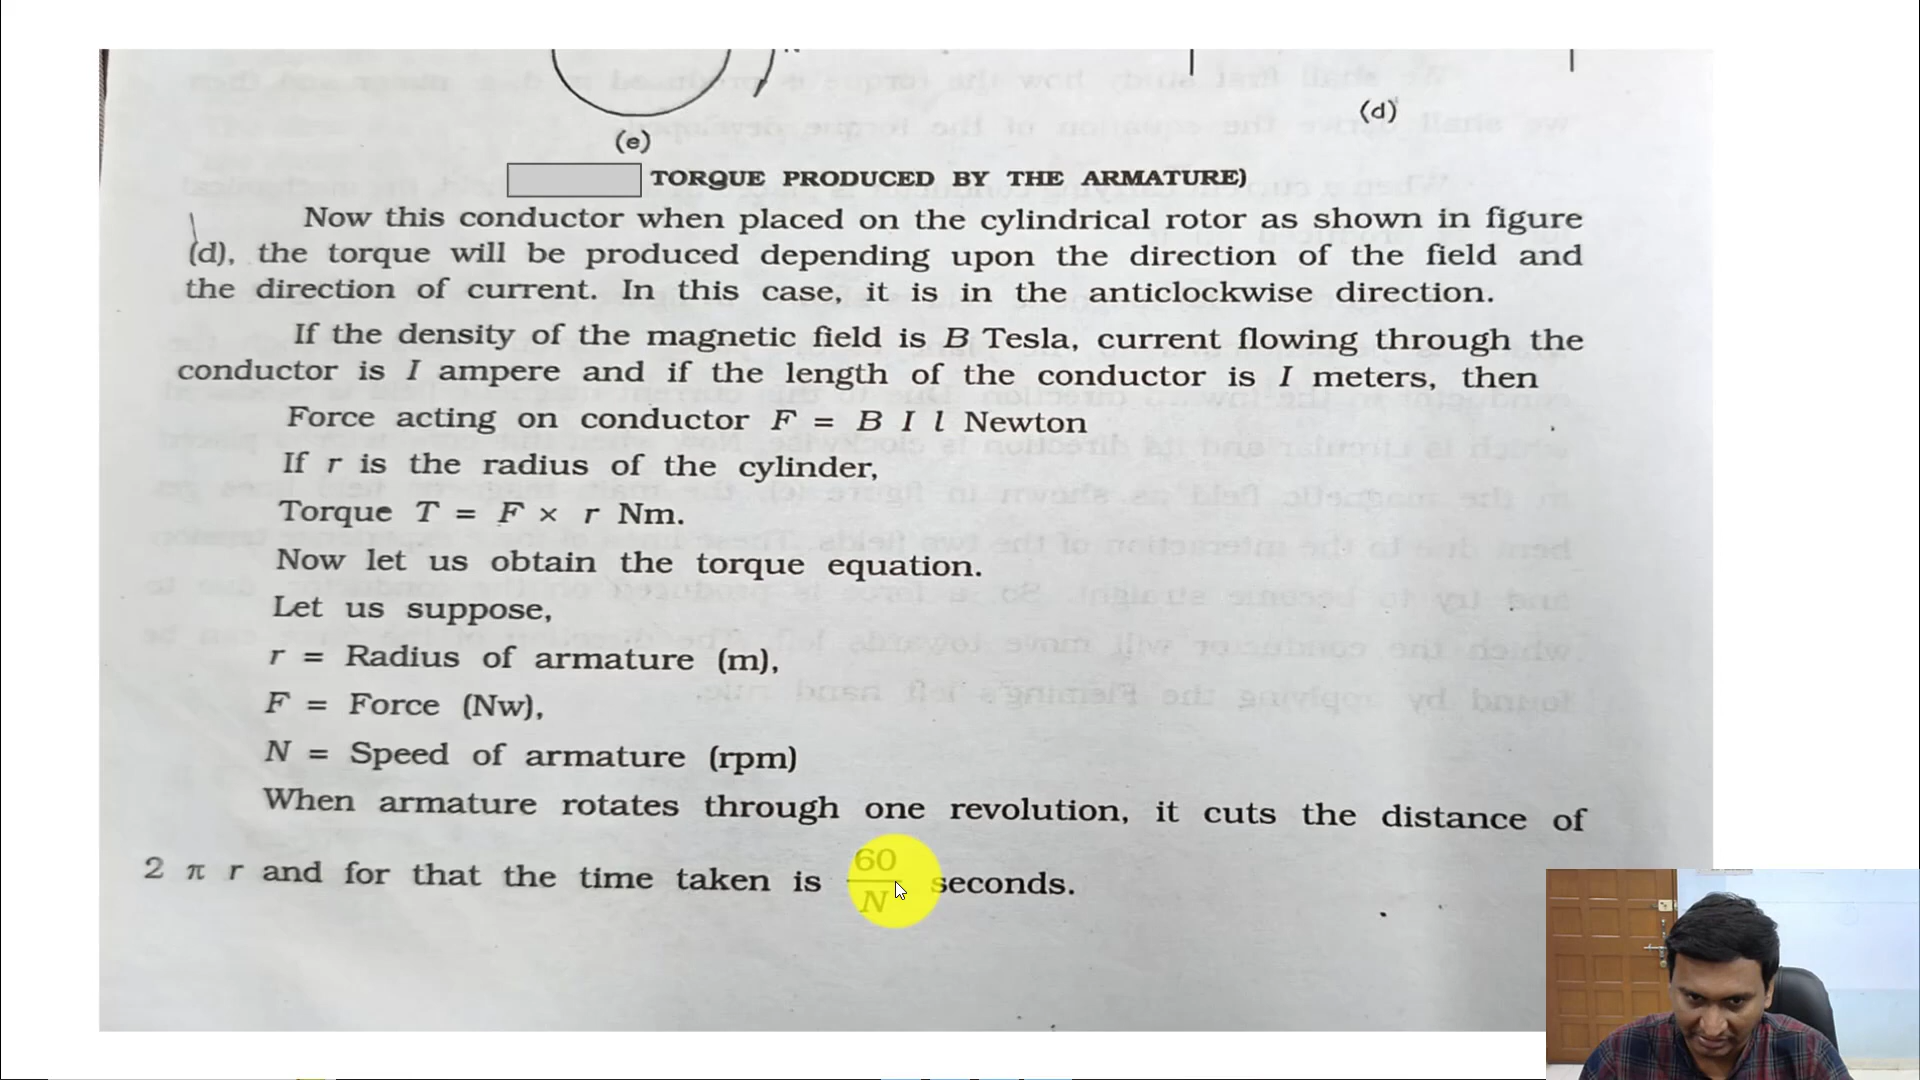 (d)
(e)
TORQUE PRODUCED BY THE ARMATURE)
Now this conductor when placed on the cylindrical rotor as shown in figure
(d), the torque will be produced depending upon the direction of the field and
the direction of current. In this case, it is in the anticlockwise direction.
If the density of the magnetic field is B Tesla, current flowing through the
conductor is I ampere and if the length of the conductor is I meters, then
Force acting on conductor F = B I l Newton
If r is the radius of the cylinder,
Torque T = F × r Nm.
Now let us obtain the torque equation.
Let us suppose,
r = Radius of armature (m),
F = Force (Nw),
N = Speed of armature (rpm)
When armature rotates through one revolution, it cuts the distance of
2 π r and for that the time taken is 60/N seconds.